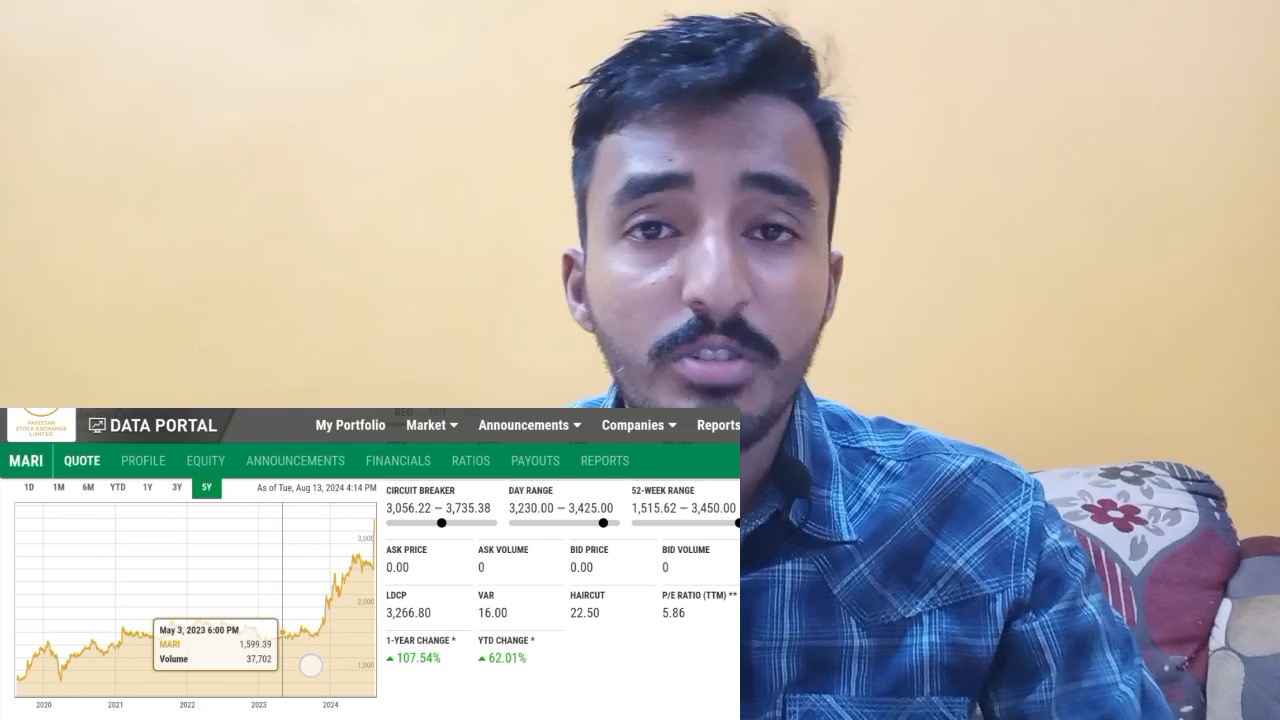 PAKISTAN
STOCK EXCHANGE
LIMITED
DATA PORTAL
My Portfolio Market Announcements Companies Reports
MARI QUOTE PROFILE EQUITY ANNOUNCEMENTS FINANCIALS RATIOS PAYOUTS REPORTS
1D 1M 6M YTD 1Y 3Y 5Y As of Tue, Aug 13, 2024 4:14 PM
3,000
2,000
1,000
May 3, 2023 6:00 PM
MARI 1,599.39
Volume 37,702
2020 2021 2022 2023 2024
CIRCUIT BREAKER DAY RANGE 52-WEEK RANGE
3,056.22 — 3,735.38 3,230.00 — 3,425.00 1,515.62 — 3,450.00
ASK PRICE ASK VOLUME BID PRICE BID VOLUME
0.00 0 0.00 0
LDCP VAR HAIRCUT P/E RATIO (TTM) **
3,266.80 16.00 22.50 5.86
1-YEAR CHANGE * YTD CHANGE *
107.54% 62.01%